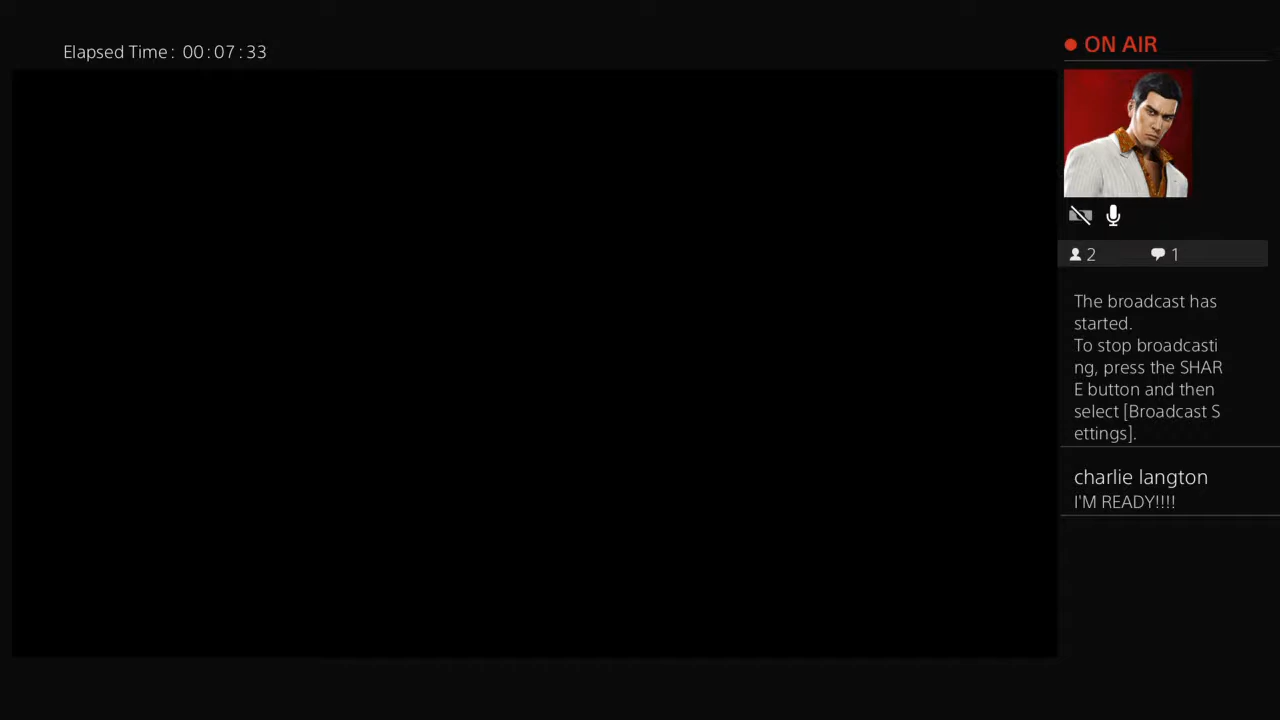 Elapsed Time: 00:07:33
ON AIR
2 1
The broadcast has
started.
To stop broadcasti
ng, press the SHAR
E button and then
select [Broadcast S
ettings].
charlie langton
I'M READY!!!!